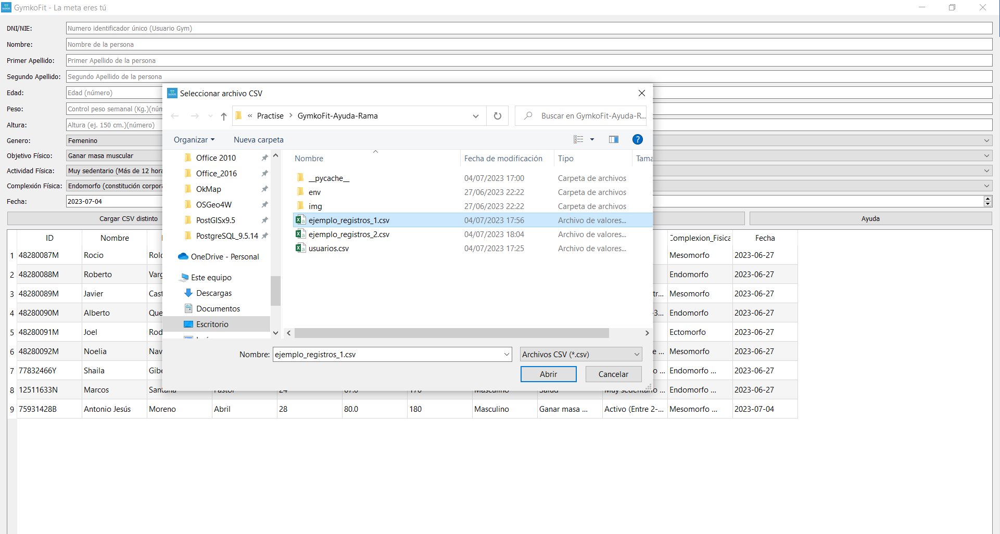 GymkoFit - La meta eres tú
DNI/NIE: Numero identificador único (Usuario Gym)
Nombre: Nombre de la persona
Primer Apellido: Primer Apellido de la persona
Segundo Apellido: Segundo Apellido de la persona
Edad: Edad (número)
Peso: Control peso semanal (Kg.)(núm
Altura: Altura (ej. 150 cm.)(número)
Genero: Femenino
Objetivo Físico: Ganar masa muscular
Actividad Física: Muy sedentario (Más de 12 hora
Complexión Física: Endomorfo (constitución corpora
Fecha: 2023-07-04
Cargar CSV distinto Ayuda
Seleccionar archivo CSV
« Practise > GymkoFit-Ayuda-Rama Buscar en GymkoFit-Ayuda-R...
Organizar Nueva carpeta ?
Office 2010
Office_2016
OkMap
OSGeo4W
PostGISx9.5
PostgreSQL_9.5.14
OneDrive - Personal
Este equipo
Descargas
Documentos
Escritorio
Nombre Fecha de modificación Tipo Tama
__pycache__ 04/07/2023 17:00 Carpeta de archivos
env 27/06/2023 22:22 Carpeta de archivos
img 27/06/2023 22:22 Carpeta de archivos
ejemplo_registros_1.csv 04/07/2023 17:56 Archivo de valores...
ejemplo_registros_2.csv 04/07/2023 18:04 Archivo de valores...
usuarios.csv 04/07/2023 17:25 Archivo de valores...
Nombre: ejemplo_registros_1.csv Archivos CSV (*.csv)
Abrir Cancelar
ID Nombre Complexion_Fisica Fecha
1 48280087M Rocio Rolc Mesomorfo 2023-06-27
2 48280088M Roberto Varg Endomorfo 2023-06-27
3 48280089M Javier Cast tr... Mesomorfo 2023-06-27
4 48280090M Alberto Que -3... Endomorfo 2023-06-27
5 48280091M Joel Rod Ectomorfo 2023-06-27
6 48280092M Noelia Nav e ... Mesomorfo 2023-06-27
7 77832466Y Shaila Gibe o ... Endomorfo ... 2023-06-27
8 12511633N Marcos Santana Pastor 24 67.0 170 Masculino Salud Muy sedentario ... Endomorfo ... 2023-06-27
9 75931428B Antonio Jesús Moreno Abril 28 80.0 180 Masculino Ganar masa ... Activo (Entre 2-... Mesomorfo ... 2023-07-04